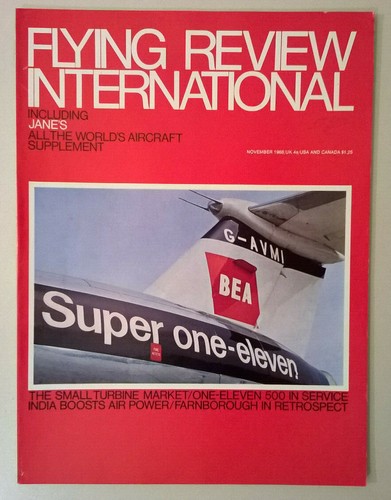 FLYING REVIEW
INTERNATIONAL
INCLUDING
JANE'S
ALL THE WORLD'S AIRCRAFT
SUPPLEMENT
NOVEMBER 1968/UK 4s/USA AND CANADA $1.25
G-AVMI
BEA
Super one-eleven
THE SMALL TURBINE MARKET/ONE-ELEVEN 500 IN SERVICE
INDIA BOOSTS AIR POWER/FARNBOROUGH IN RETROSPECT